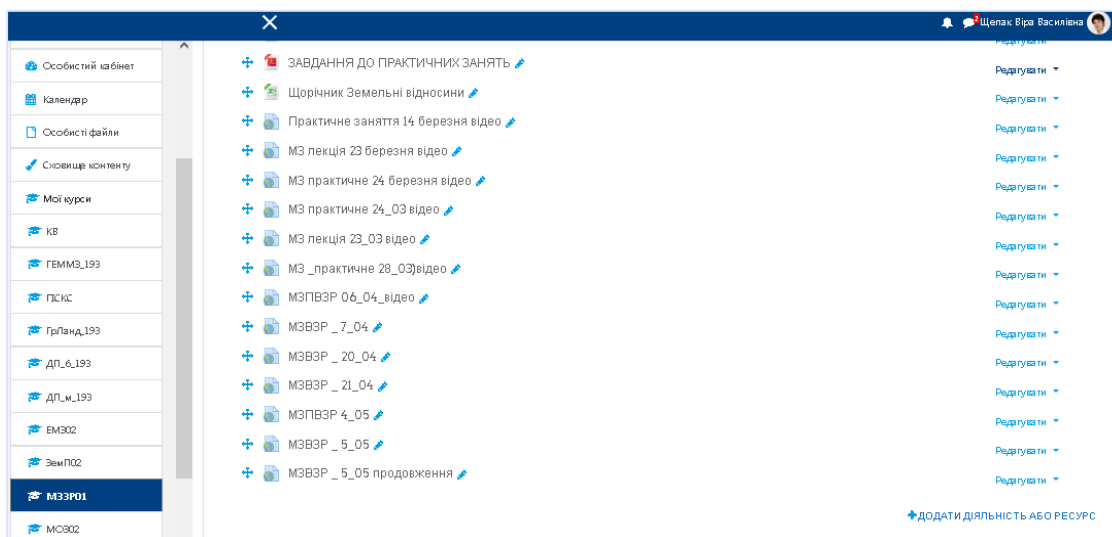 2 Щепак Віра Василівна
Особистий кабінет
Календар
Особисті файли
Сховище контенту
Мої курси
КВ
ГЕММЗ_193
ПСКС
ГрЛанд_193
ДП_6_193
ДП_м_193
ЕМЗ02
ЗемП02
МЗЗР01
МОЗ02
Редагувати
ЗАВДАННЯ ДО ПРАКТИЧНИХ ЗАНЯТЬ Редагувати
Щорічник Земельні відносини Редагувати
Практичне заняття 14 березня відео Редагувати
МЗ лекція 23 березня відео Редагувати
МЗ практичне 24 березня відео Редагувати
МЗ практичне 24_03 відео Редагувати
МЗ лекція 23_03 відео Редагувати
МЗ _практичне 28_03)відео Редагувати
МЗПВЗР 06_04_відео Редагувати
МЗВЗР _ 7_04 Редагувати
МЗВЗР _ 20_04 Редагувати
МЗВЗР _ 21_04 Редагувати
МЗПВЗР 4_05 Редагувати
МЗВЗР _ 5_05 Редагувати
МЗВЗР _ 5_05 продовження Редагувати
+ДОДАТИ ДІЯЛЬНІСТЬ АБО РЕСУРС